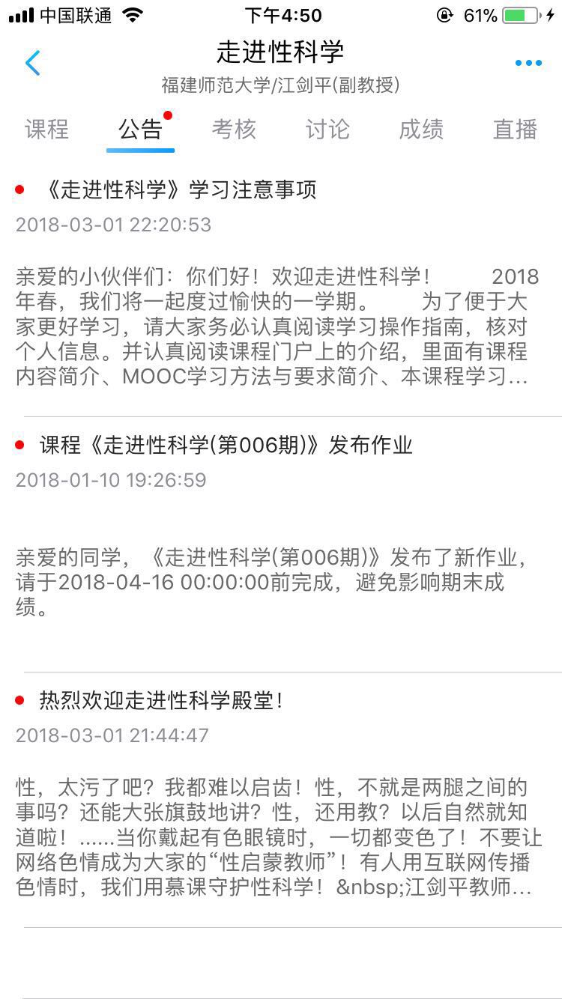 中国联通 下午4:50 61%
走进性科学
福建师范大学/江剑平(副教授)
课程 公告 考核 讨论 成绩 直播
《走进性科学》学习注意事项
2018-03-01 22:20:53
亲爱的小伙伴们：你们好！欢迎走进性科学！ 2018
年春，我们将一起度过愉快的一学期。 为了便于大
家更好学习，请大家务必认真阅读学习操作指南，核对
个人信息。并认真阅读课程门户上的介绍，里面有课程
内容简介、MOOC学习方法与要求简介、本课程学习...
课程《走进性科学(第006期)》发布作业
2018-01-10 19:26:59
亲爱的同学，《走进性科学(第006期)》发布了新作业，
请于2018-04-16 00:00:00前完成，避免影响期末成
绩。
热烈欢迎走进性科学殿堂！
2018-03-01 21:44:47
性，太污了吧？我都难以启齿！性，不就是两腿之间的
事吗？还能大张旗鼓地讲？性，还用教？以后自然就知
道啦！......当你戴起有色眼镜时，一切都变色了！不要让
网络色情成为大家的“性启蒙教师”！有人用互联网传播
色情时，我们用慕课守护性科学！&nbsp;江剑平教师...